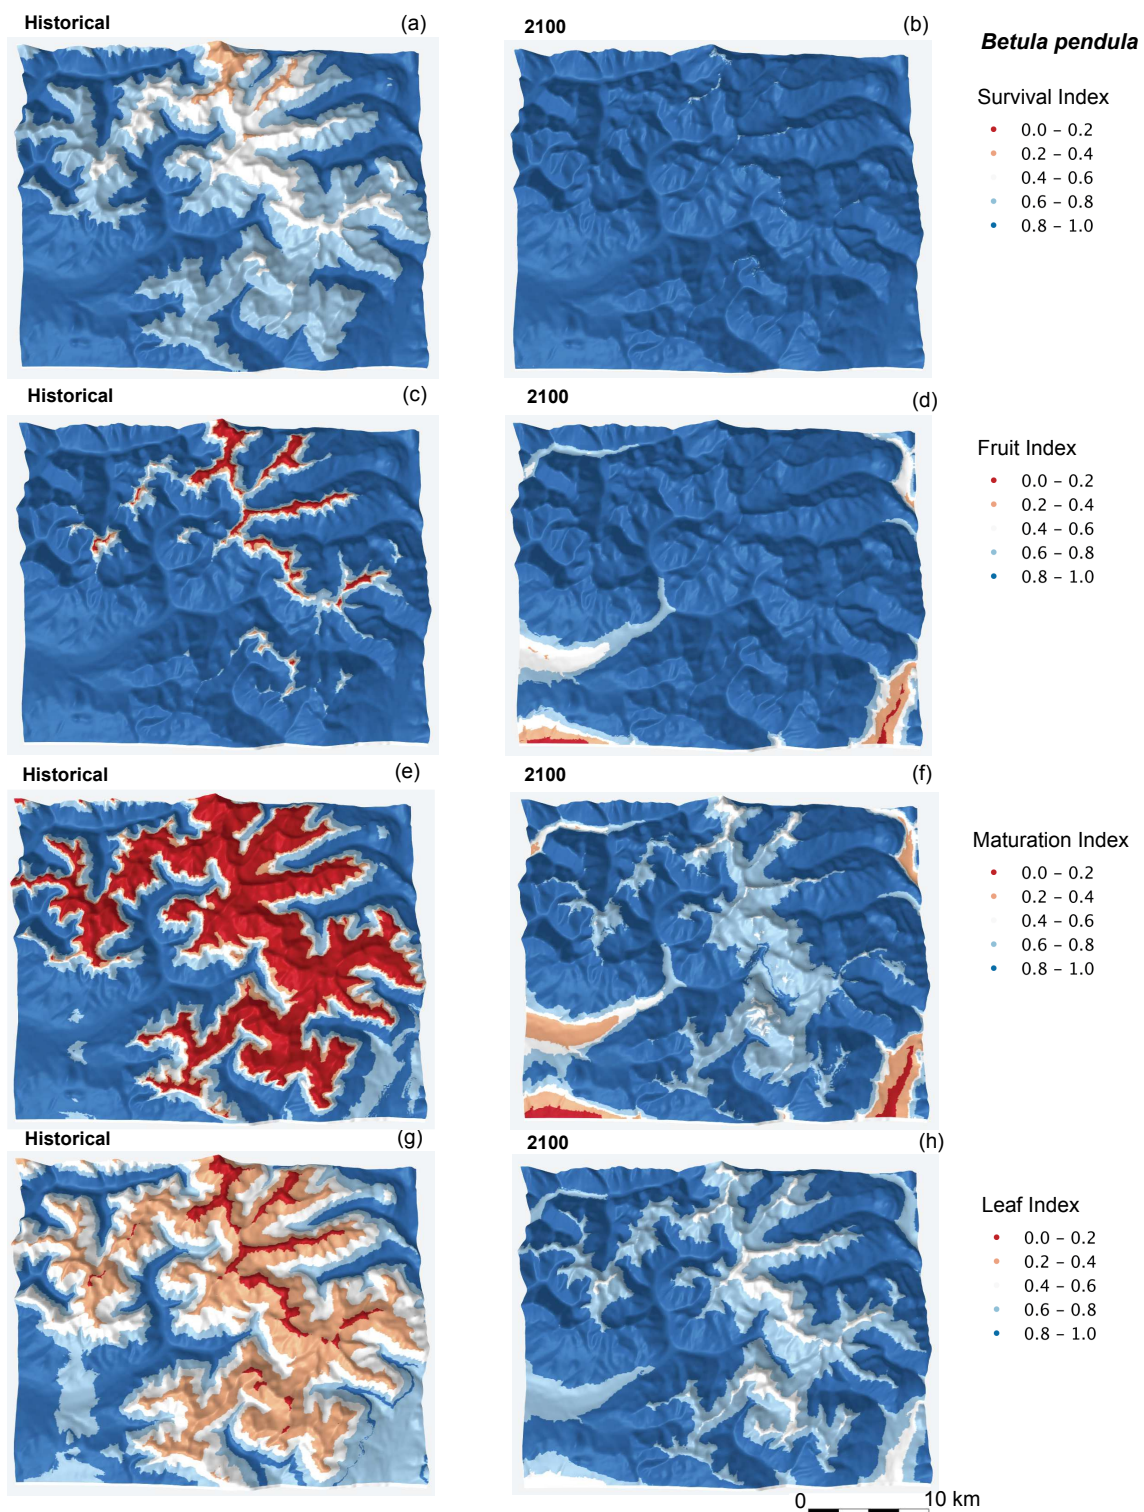 Historical (a)
2100 (b)
Betula pendula
Survival Index
0.0 – 0.2
0.2 – 0.4
0.4 – 0.6
0.6 – 0.8
0.8 – 1.0
Historical (c)
2100 (d)
Fruit Index
0.0 – 0.2
0.2 – 0.4
0.4 – 0.6
0.6 – 0.8
0.8 – 1.0
Historical (e)
2100 (f)
Maturation Index
0.0 – 0.2
0.2 – 0.4
0.4 – 0.6
0.6 – 0.8
0.8 – 1.0
Historical (g)
2100 (h)
Leaf Index
0.0 – 0.2
0.2 – 0.4
0.4 – 0.6
0.6 – 0.8
0.8 – 1.0
0 10 km